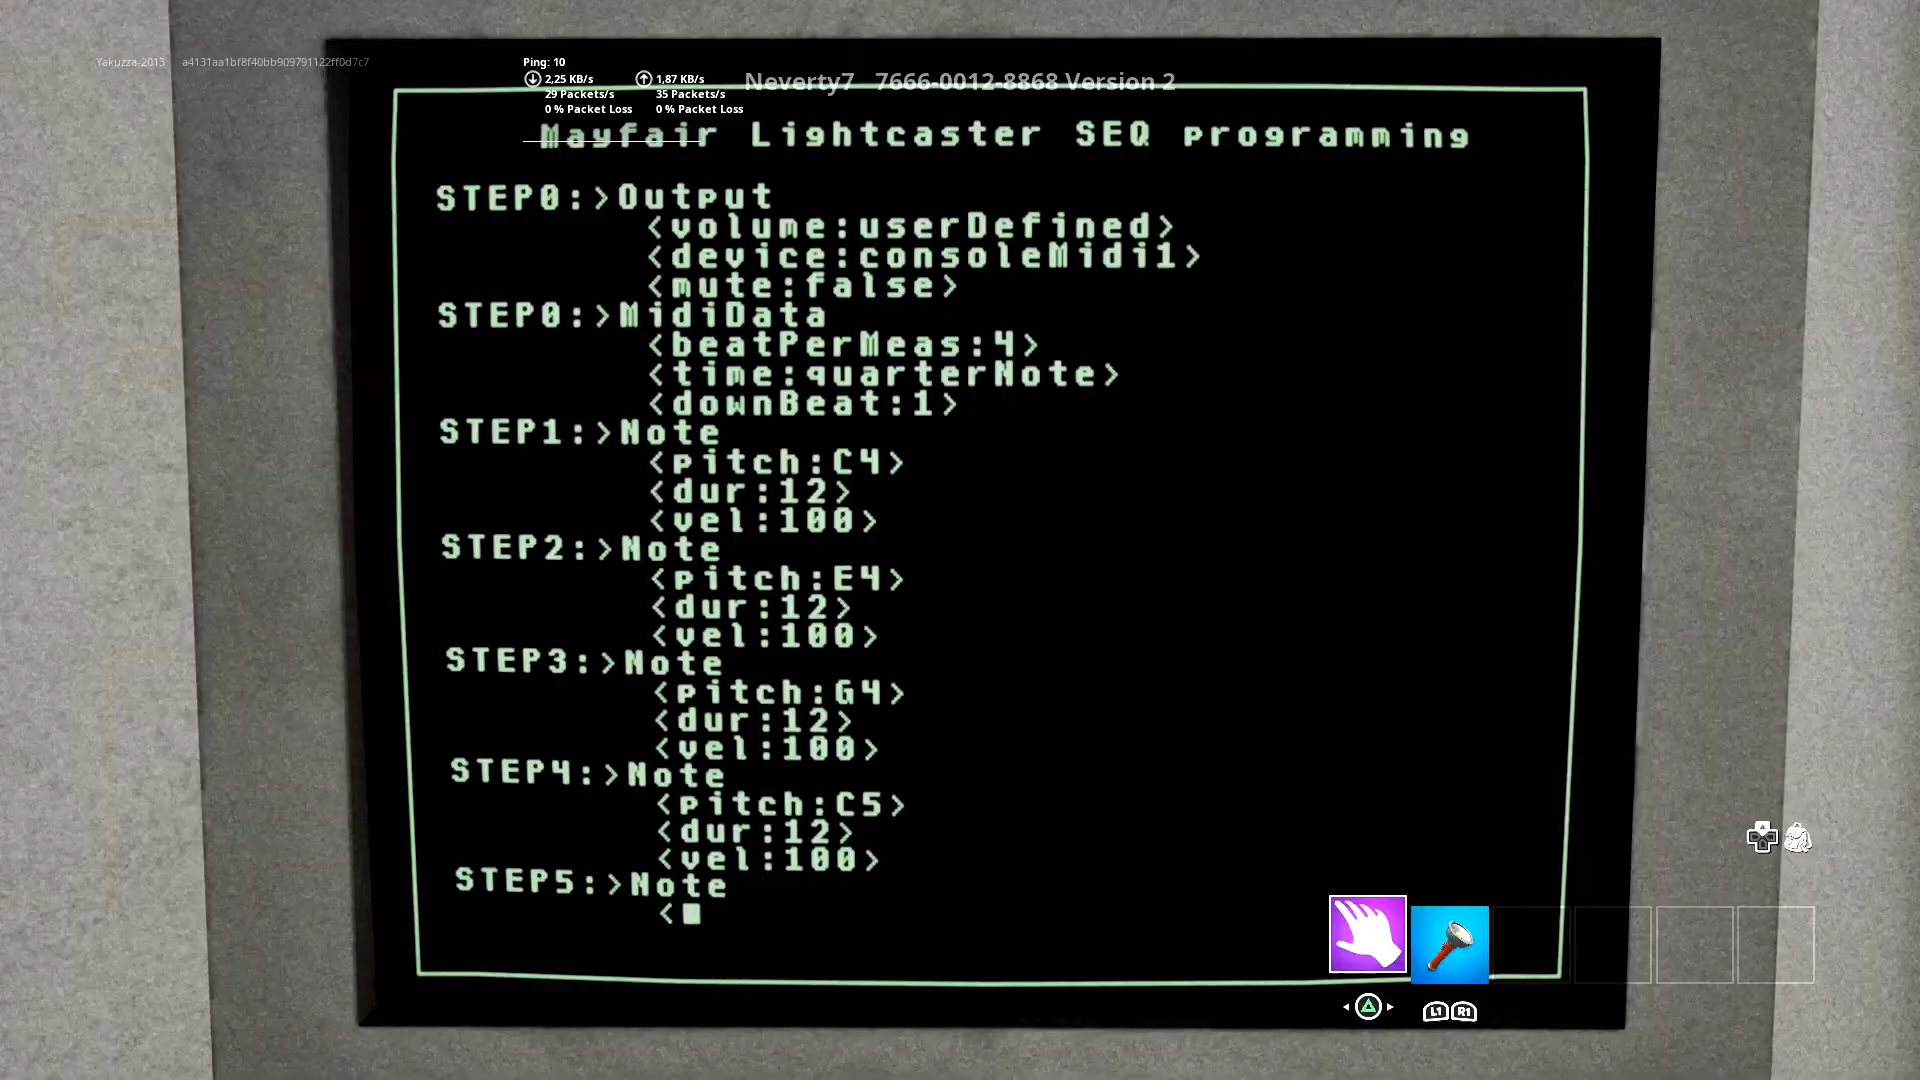 Yakuzza-2013 a4131aa1bf8f40bb909791122ff0d7c7
Ping: 10
2,25 KB/s 1,87 KB/s
29 Packets/s 35 Packets/s
0 % Packet Loss 0 % Packet Loss
Neverty7 7666-0012-8868 Version 2
Mayfair Lightcaster SEQ programming
STEP0:>Output
<volume:userDefined>
<device:consoleMidi1>
<mute:false>
STEP0:>MidiData
<beatPerMeas:4>
<time:quarterNote>
<downBeat:1>
STEP1:>Note
<pitch:C4>
<dur:12>
<vel:100>
STEP2:>Note
<pitch:E4>
<dur:12>
<vel:100>
STEP3:>Note
<pitch:G4>
<dur:12>
<vel:100>
STEP4:>Note
<pitch:C5>
<dur:12>
<vel:100>
STEP5:>Note
<
L1 R1